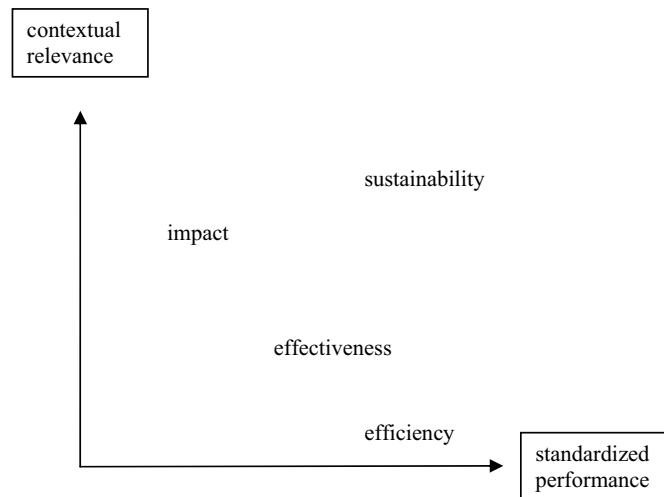 contextual
relevance
sustainability
impact
effectiveness
efficiency
standardized
performance